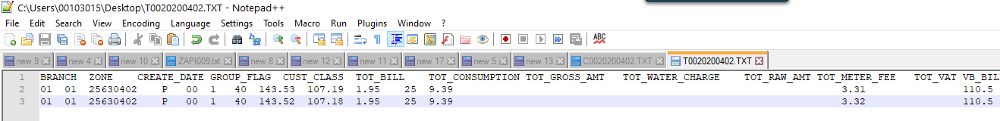 C:\Users\00103015\Desktop\T0020200402.TXT - Notepad++
File Edit Search View Encoding Language Settings Tools Macro Run Plugins Window ?
ABC
new 9 new 4 new 10 ZAPI009.txt new 8 new 12 new 11 new 17 new 5 new 13 C0020200402.TXT T0020200402.TXT
1 BRANCH ZONE CREATE_DATE GROUP_FLAG CUST_CLASS TOT_BILL TOT_CONSUMPTION TOT_GROSS_AMT TOT_WATER_CHARGE TOT_RAW_AMT TOT_METER_FEE TOT_VAT VB_BIL
2 01 01 25630402 P 00 1 40 143.53 107.19 1.95 25 9.39 3.31 110.5
3 01 01 25630402 P 00 1 40 143.52 107.18 1.95 25 9.39 3.32 110.5